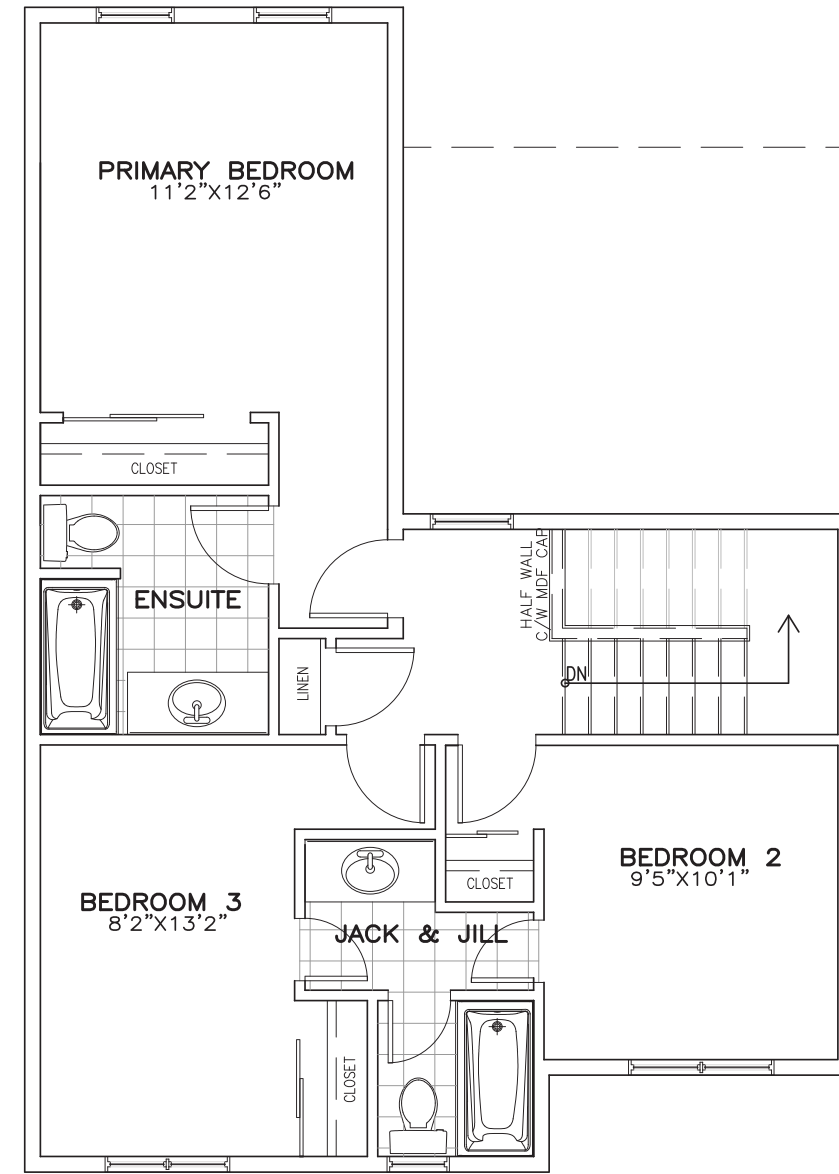 PRIMARY BEDROOM
11'2"X12'6"
CLOSET
ENSUITE
HALF WALL
C/W MDF CAP
LINEN
DN
BEDROOM 2
9'5"X10'1"
CLOSET
BEDROOM 3
8'2"X13'2"
JACK & JILL
CLOSET